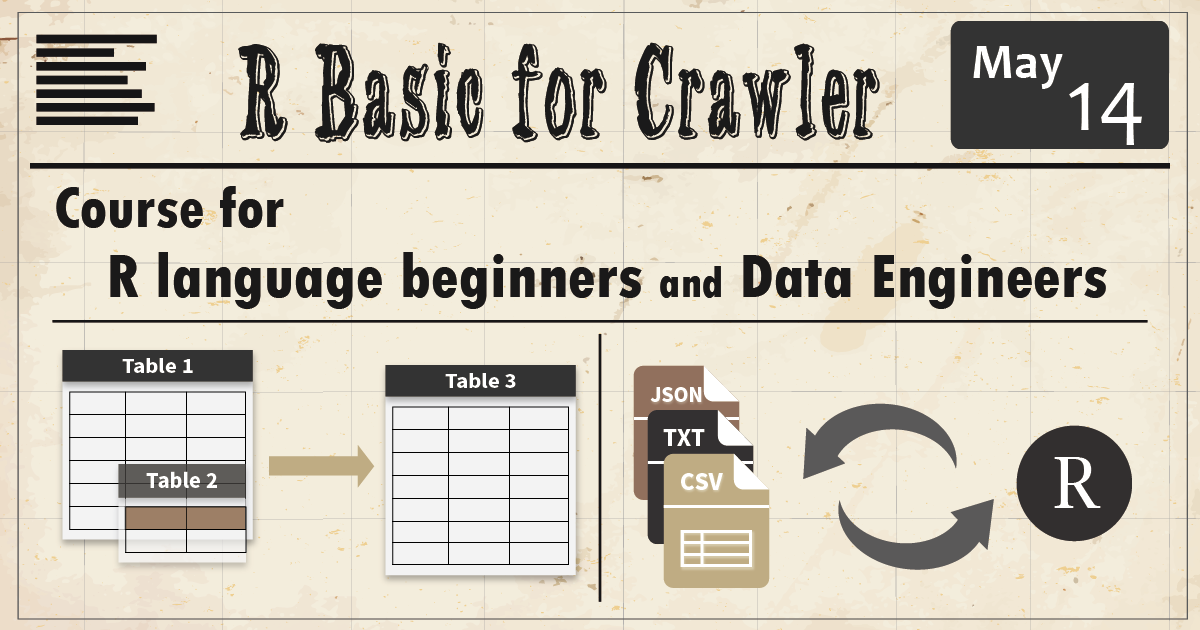 R Basic for Crawler
May
14
Course for
R language beginners and Data Engineers
Table 1
Table 2
Table 3
JSON
TXT
CSV
R